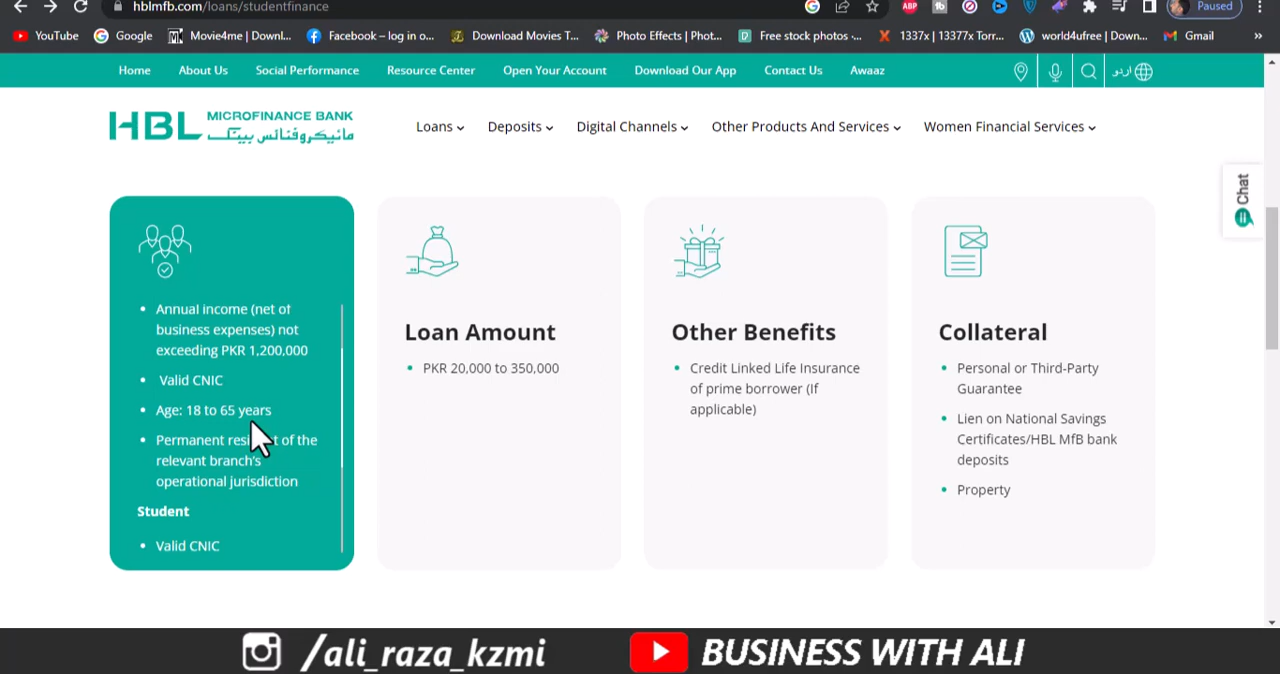 hblmfb.com/loans/studentfinance
Paused
YouTube Google Movie4me | Downl... Facebook – log in o... Download Movies T... Photo Effects | Phot... Free stock photos -... 1337x | 13377x Torr... world4ufree | Down... Gmail »
Home About Us Social Performance Resource Center Open Your Account Download Our App Contact Us Awaaz اردو
HBL MICROFINANCE BANK
مائیکروفنانس بینک
Loans Deposits Digital Channels Other Products And Services Women Financial Services
Chat
Annual income (net of
business expenses) not
exceeding PKR 1,200,000
Valid CNIC
Age: 18 to 65 years
Permanent resi t of the
relevant branch's
operational jurisdiction
Student
Valid CNIC
Loan Amount
PKR 20,000 to 350,000
Other Benefits
Credit Linked Life Insurance
of prime borrower (If
applicable)
Collateral
Personal or Third-Party
Guarantee
Lien on National Savings
Certificates/HBL MfB bank
deposits
Property
/ali_raza_kzmi BUSINESS WITH ALI